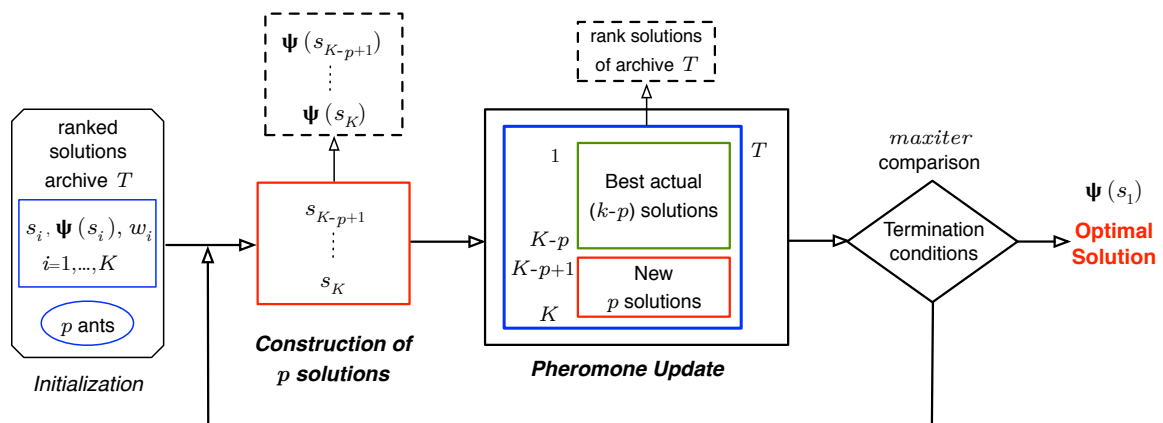 ranked
solutions
archive T
s_i, Ψ(s_i), w_i
i=1,...,K
p ants
Initialization
Ψ(s_{K-p+1})
⋮
Ψ(s_K)
s_{K-p+1}
⋮
s_K
Construction of
p solutions
rank solutions
of archive T
1
T
Best actual
(k-p) solutions
K-p
K-p+1
New
p solutions
K
Pheromone Update
maxiter
comparison
Termination
conditions
Ψ(s_1)
Optimal
Solution